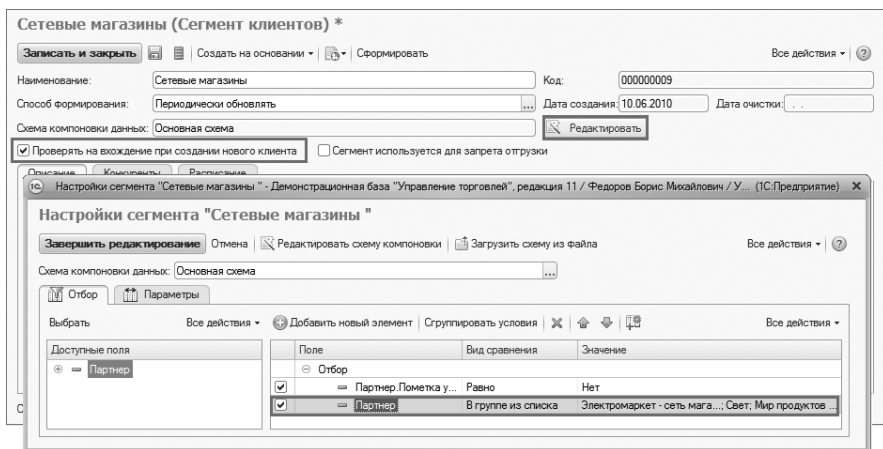 Сетевые магазины (Сегмент клиентов) *
Записать и закрыть Создать на основании Сформировать Все действия
Наименование: Сетевые магазины Код: 000000009
Способ формирования: Периодически обновлять ... Дата создания: 10.06.2010 Дата очистки: . .
Схема компоновки данных: Основная схема Редактировать
Проверять на вхождение при создании нового клиента Сегмент используется для запрета отгрузки
Описание Конкуренты Расписание
Настройки сегмента "Сетевые магазины " - Демонстрационная база "Управление торговлей", редакция 11 / Федоров Борис Михайлович / У... (1С:Предприятие)
Настройки сегмента "Сетевые магазины "
Завершить редактирование Отмена Редактировать схему компоновки Загрузить схему из файла Все действия
Схема компоновки данных: Основная схема ...
Отбор Параметры
Выбрать Все действия Добавить новый элемент Сгруппировать условия Все действия
Доступные поля Поле Вид сравнения Значение
Партнер Отбор
Партнер.Пометка у... Равно Нет
Партнер В группе из списка Электромаркет - сеть мага...; Свет; Мир продуктов ...